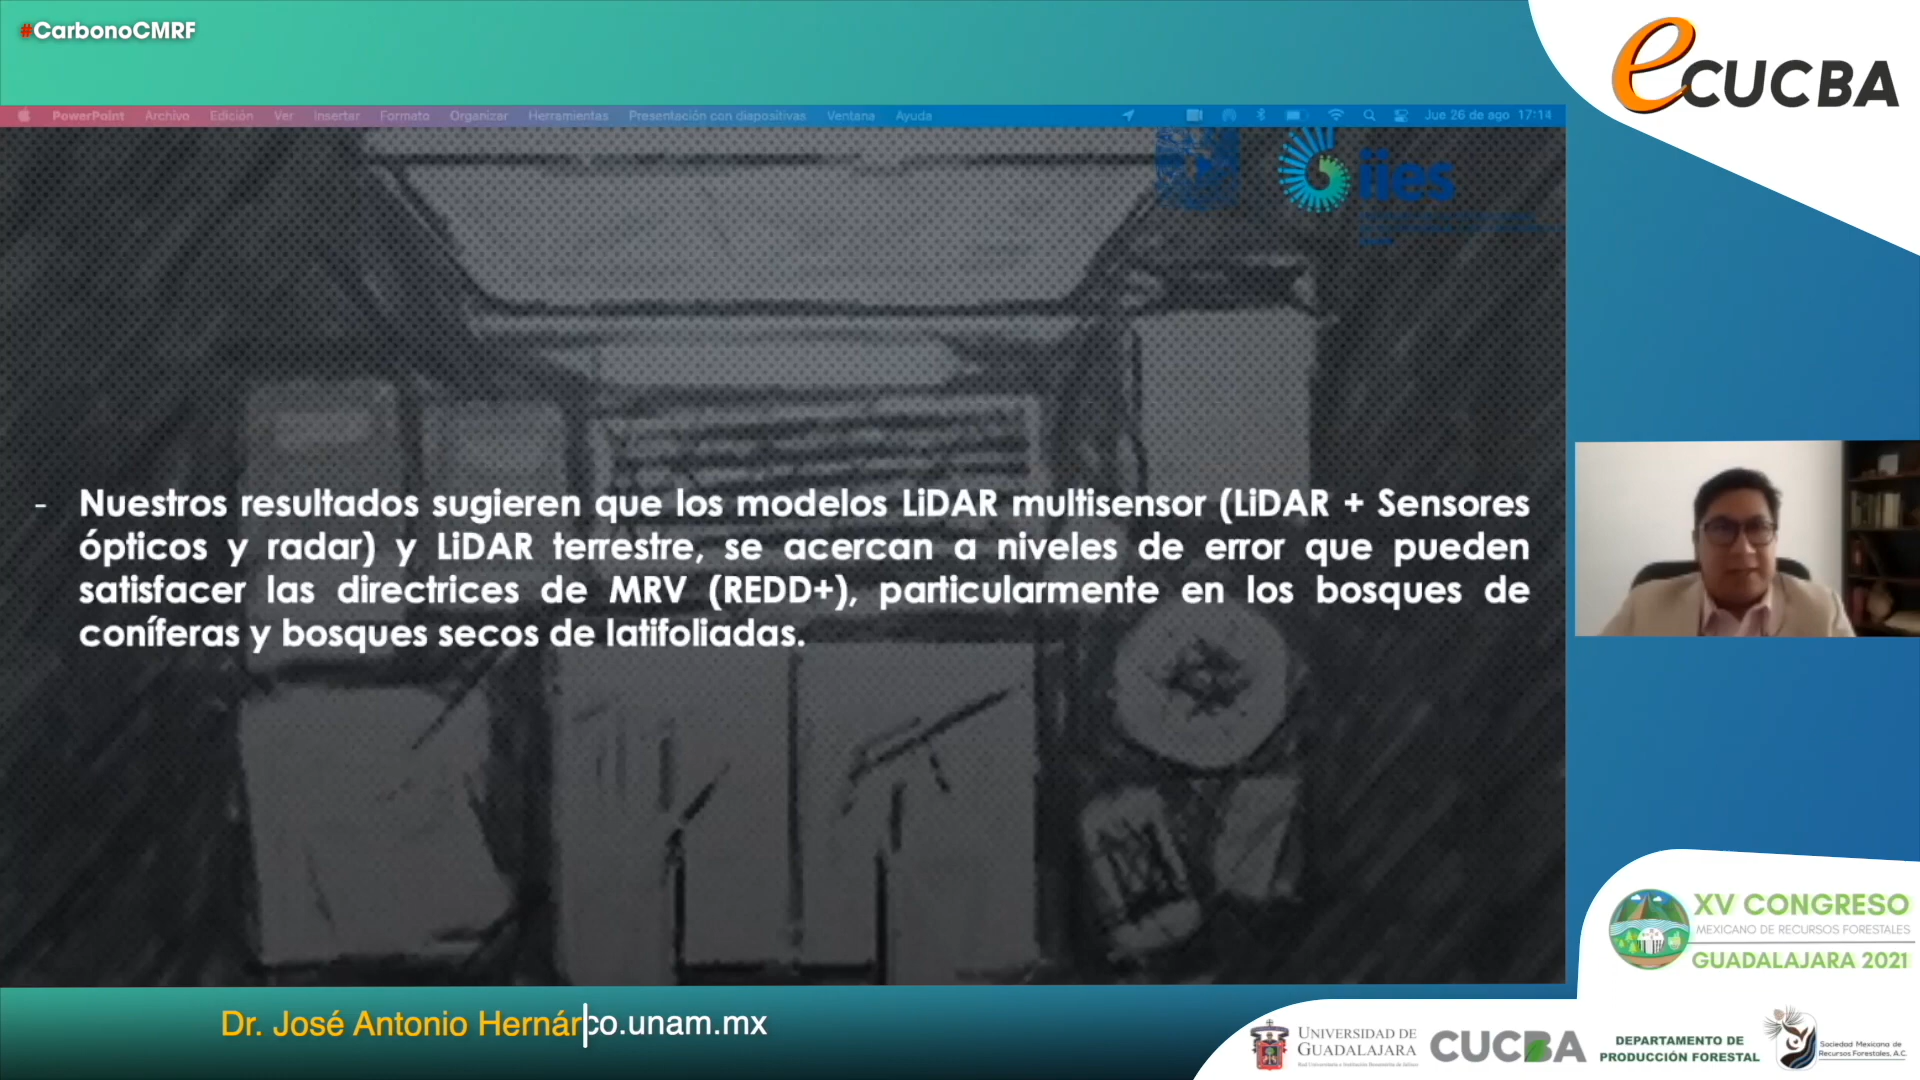 #CarbonoCMRF
eCUCBA
PowerPoint Archivo Edición Ver Insertar Formato Organizar Herramientas Presentación con diapositivas Ventana Ayuda Jue 26 de ago 17:14
iies
- Nuestros resultados sugieren que los modelos LiDAR multisensor (LiDAR + Sensores
ópticos y radar) y LiDAR terrestre, se acercan a niveles de error que pueden
satisfacer las directrices de MRV (REDD+), particularmente en los bosques de
coníferas y bosques secos de latifoliadas.
XV CONGRESO
MEXICANO DE RECURSOS FORESTALES
GUADALAJARA 2021
Dr. José Antonio Hernár co.unam.mx
UNIVERSIDAD DE
GUADALAJARA
CUCBA
DEPARTAMENTO DE
PRODUCCIÓN FORESTAL
Sociedad Mexicana de
Recursos Forestales, A.C.